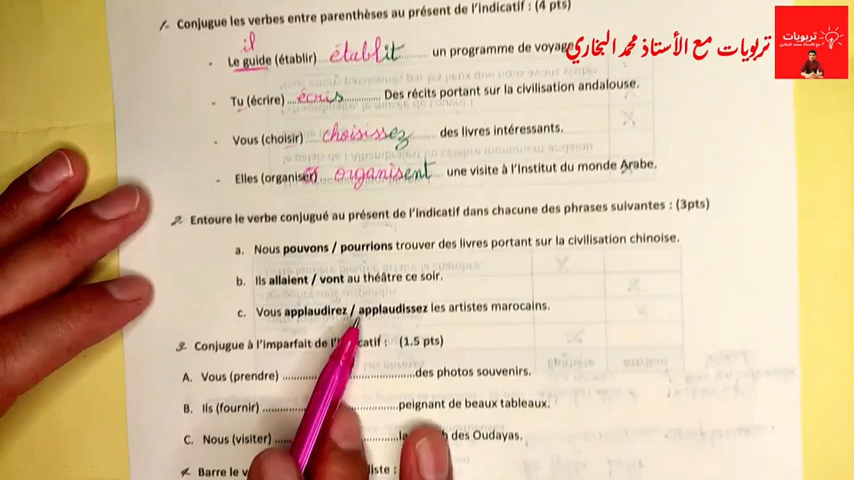 1- Conjugue les verbes entre parenthèses au présent de l'indicatif : (4 pts)
il
- Le guide (établir) établit un programme de voyage
تربويات مع الأستاذ محمد البخاري
تربويات
- Tu (écrire) écris Des récits portant sur la civilisation andalouse.
- Vous (choisir) choisissez des livres intéressants.
- Elles (organiser) organisent une visite à l'Institut du monde Arabe.
2- Entoure le verbe conjugué au présent de l'indicatif dans chacune des phrases suivantes : (3pts)
a. Nous pouvons / pourrions trouver des livres portant sur la civilisation chinoise.
b. Ils allaient / vont au théâtre ce soir.
c. Vous applaudirez / applaudissez les artistes marocains.
3- Conjugue à l'imparfait de l' catif : (1.5 pts)
A. Vous (prendre) ............................des photos souvenirs.
B. Ils (fournir) ............................peignant de beaux tableaux.
C. Nous (visiter) ............ des Oudayas.
4- Barre le v liste :